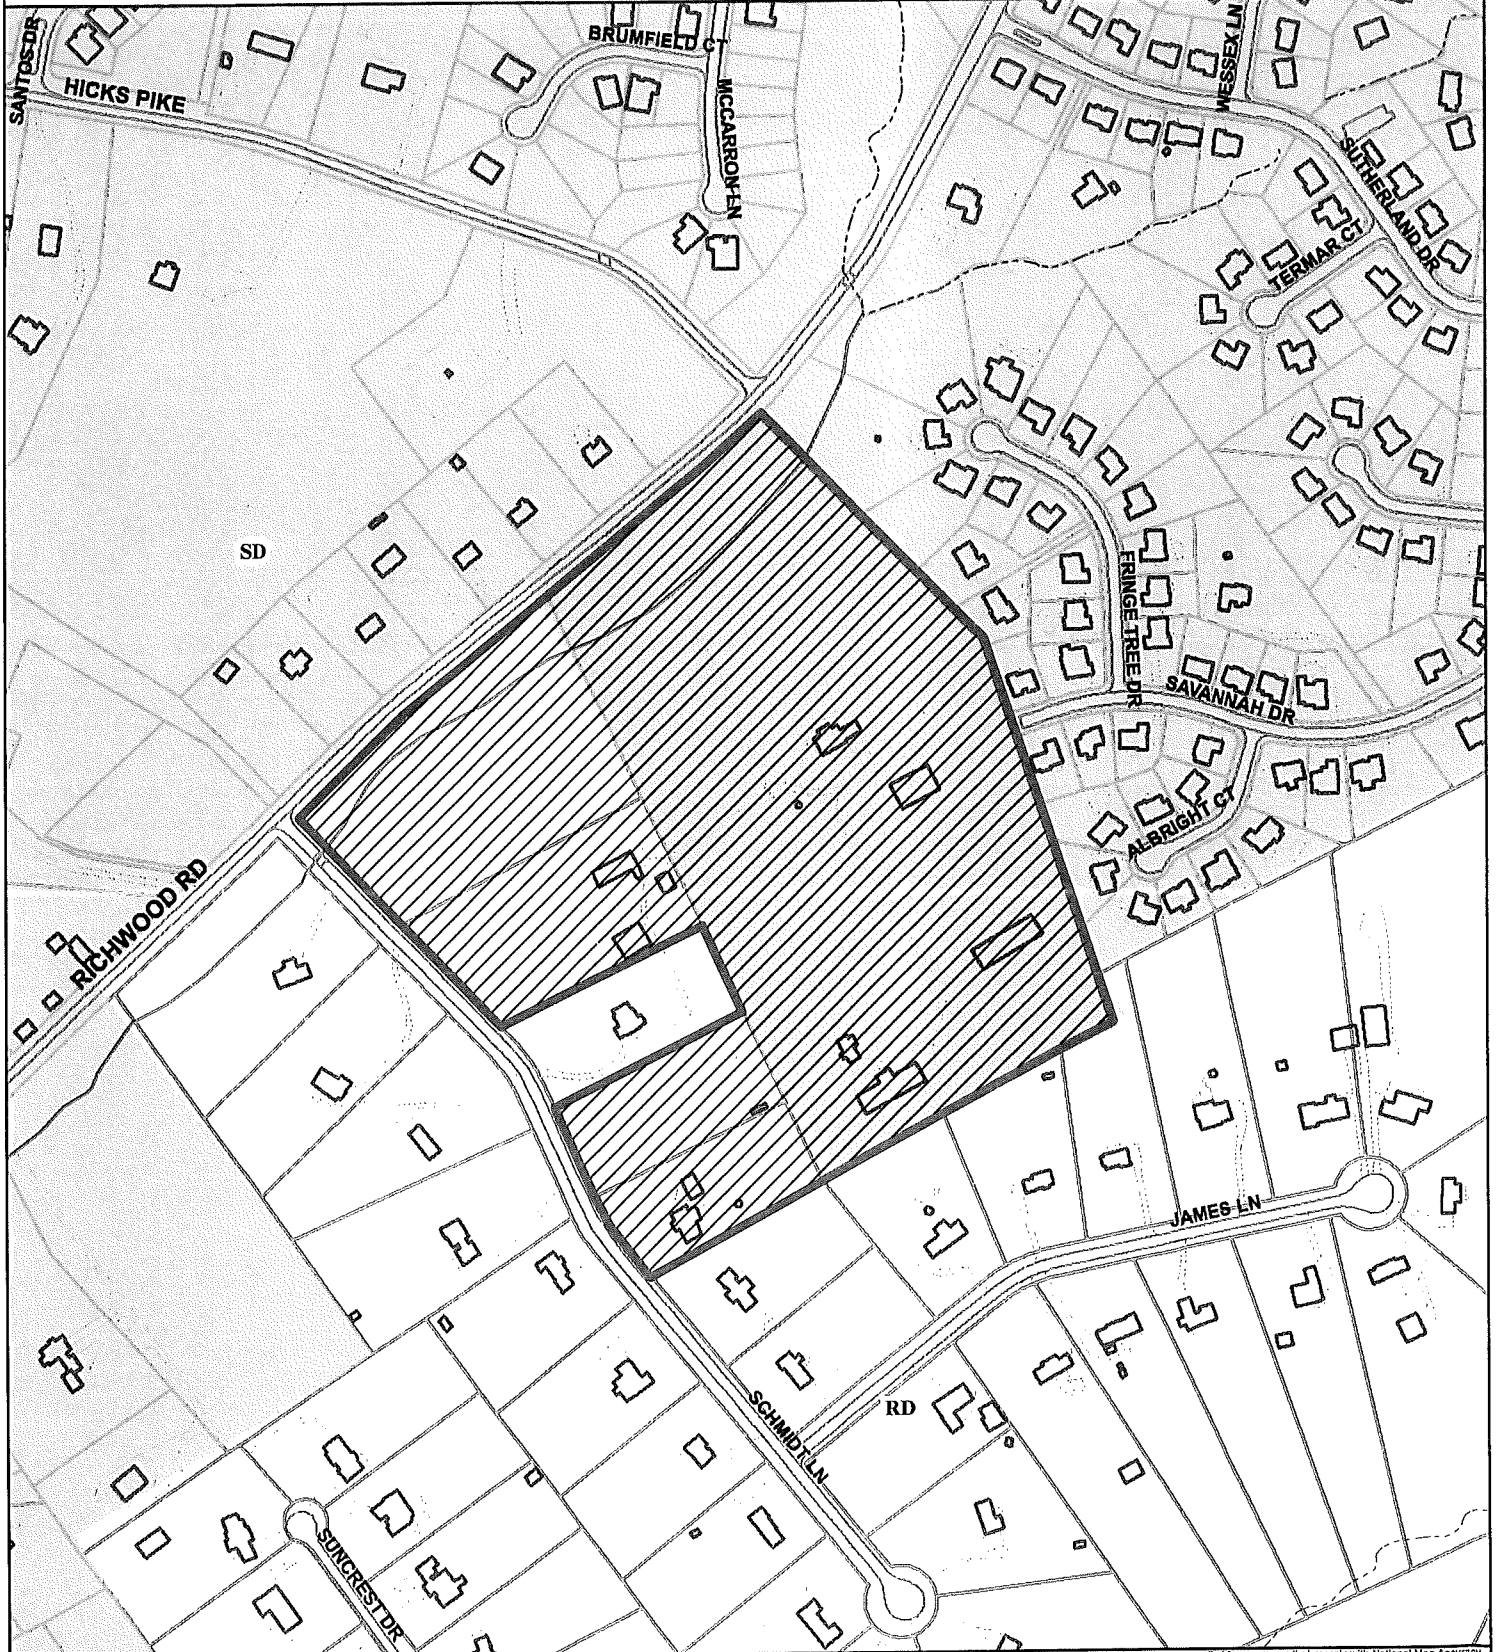 SANTOS DR
HICKS PIKE
BRUMFIELD CT
MCCARRON LN
WESSEX LN
SUTHERLAND DR
TERMAR CT
SD
FRINGE TREE DR
SAVANNAH DR
ALBRIGHT CT
RICHWOOD RD
JAMES LN
RD
SCHMIDT LN
SUNCREST DR